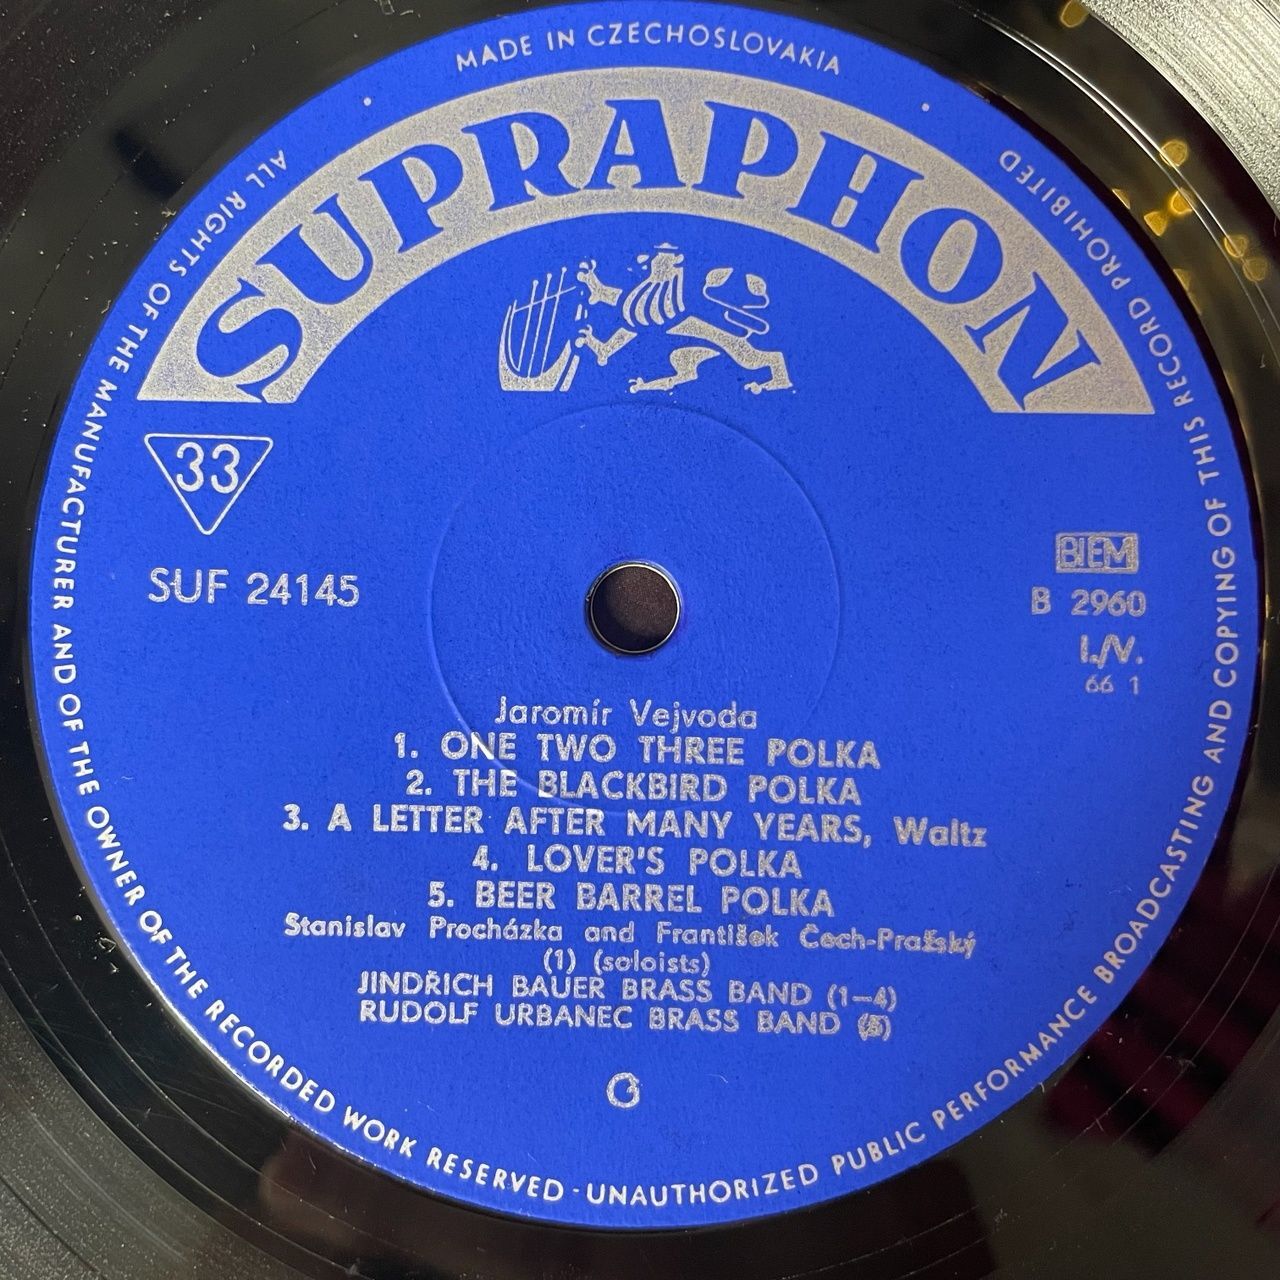 MADE IN CZECHOSLOVAKIA
SUPRAPHON
33
SUF 24145
BIEM
B 2960
I./V.
66 1
Jaromír Vejvoda
1. ONE TWO THREE POLKA
2. THE BLACKBIRD POLKA
3. A LETTER AFTER MANY YEARS, Waltz
4. LOVER'S POLKA
5. BEER BARREL POLKA
Stanislav Procházka and František Čech-Pražský
(1) (soloists)
JINDŘICH BAUER BRASS BAND (1—4)
RUDOLF URBANEC BRASS BAND (5)
G
ALL RIGHTS OF THE MANUFACTURER AND OF THE OWNER OF THE RECORDED WORK RESERVED · UNAUTHORIZED PUBLIC PERFORMANCE BROADCASTING AND COPYING OF THIS RECORD PROHIBITED